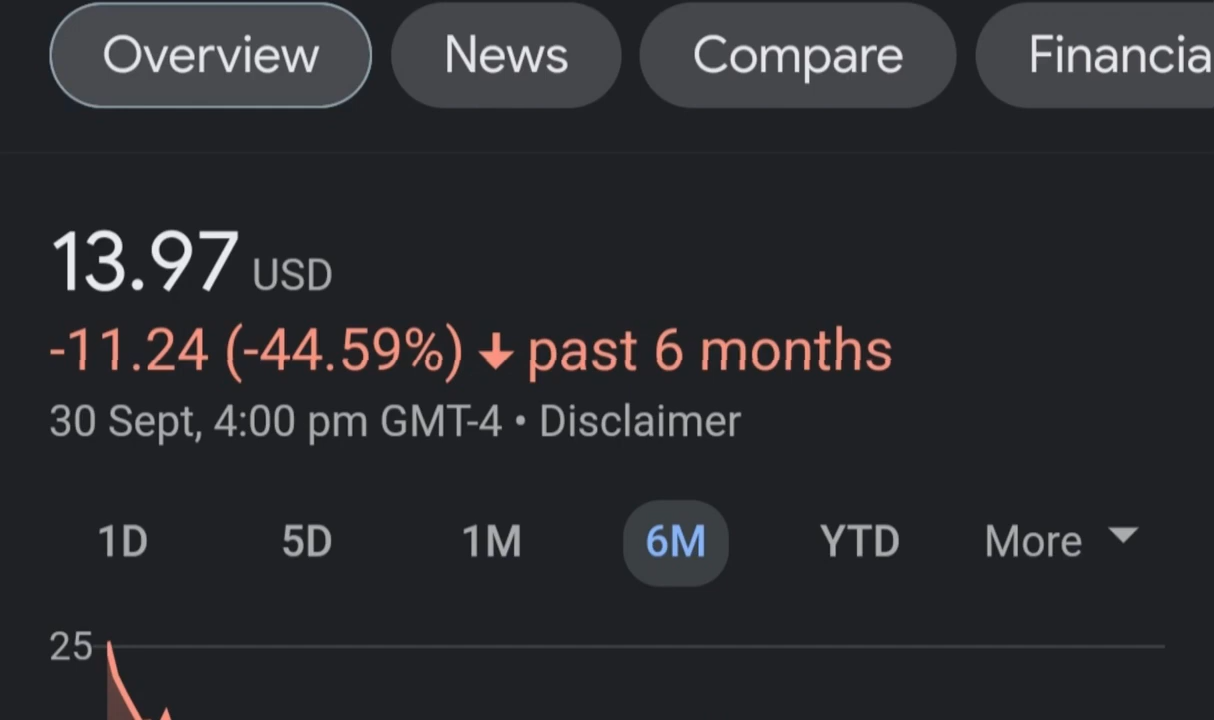 Overview News Compare Financia
13.97 USD
-11.24 (-44.59%) ↓ past 6 months
30 Sept, 4:00 pm GMT-4 • Disclaimer
1D 5D 1M 6M YTD More
25